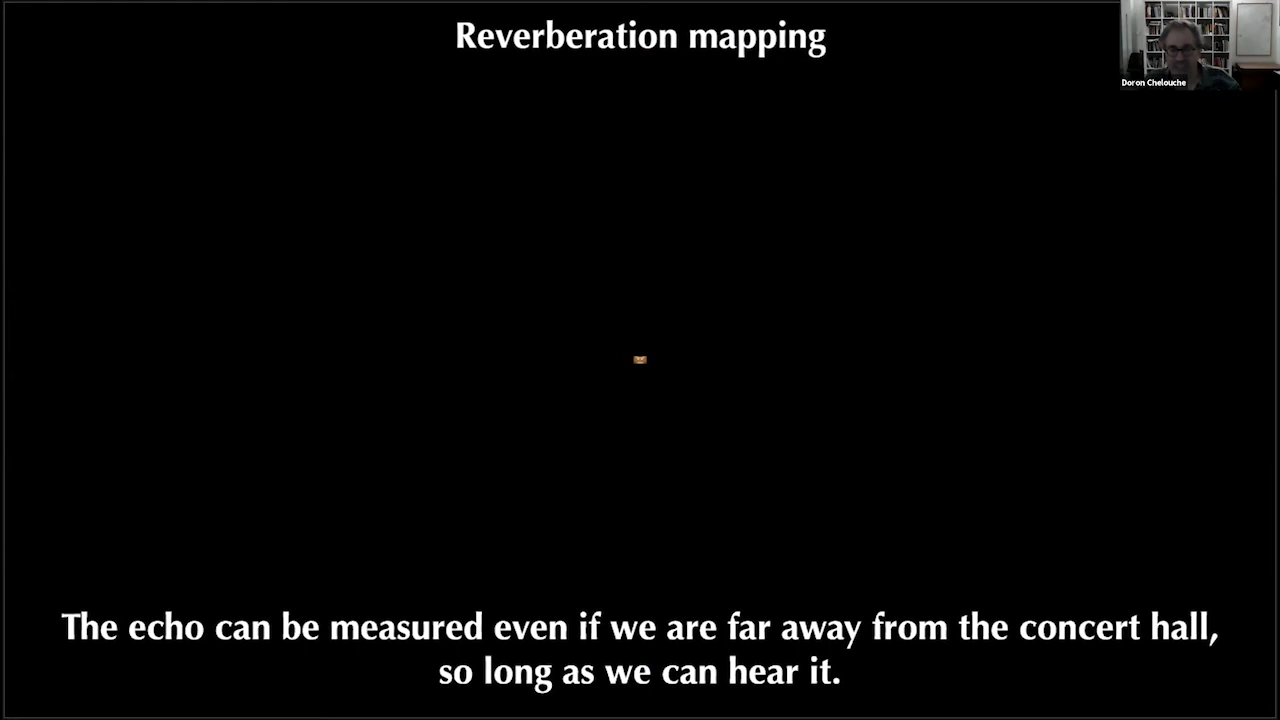 Reverberation mapping
Doron Chelouche
The echo can be measured even if we are far away from the concert hall,
so long as we can hear it.